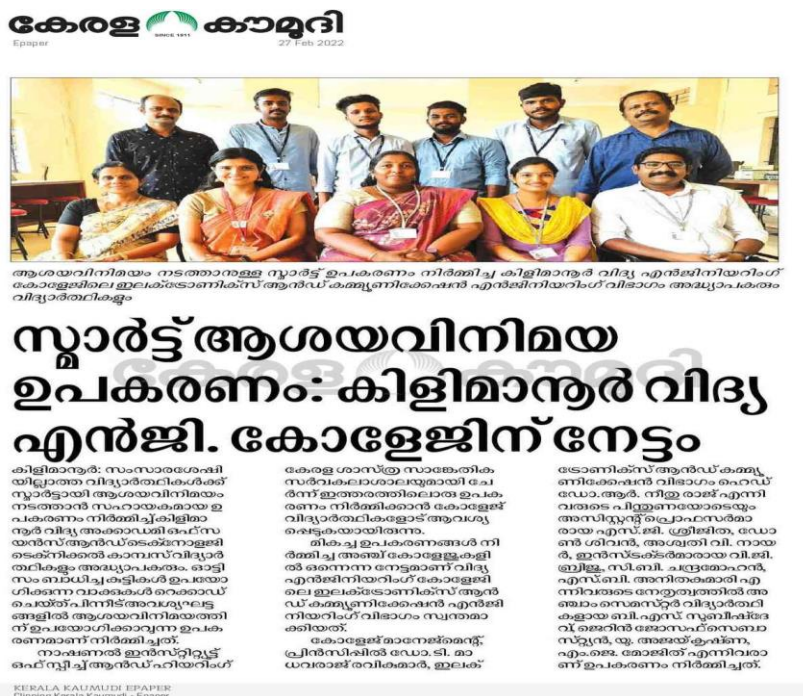 കേരള കൗമുദി
SINCE 1911
Epaper
27 Feb 2022
ആശയവിനിമയം നടത്താനുള്ള സ്മാർട്ട് ഉപകരണം നിർമ്മിച്ച കിളിമാനൂർ വിദ്യ എൻജിനിയറിംഗ്
കോളേജിലെ ഇലക്ട്രോണിക്സ് ആൻഡ് കമ്മ്യൂണിക്കേഷൻ എൻജിനിയറിംഗ് വിഭാഗം അദ്ധ്യാപകരും
വിദ്യാർത്ഥികളും
സ്മാർട്ട് ആശയവിനിമയ
ഉപകരണം: കിളിമാനൂർ വിദ്യ
എൻജി. കോളേജിന് നേട്ടം
കിളിമാനൂർ: സംസാരശേഷി
യില്ലാത്ത വിദ്യാർത്ഥികൾക്ക്
സ്മാർട്ടായി ആശയവിനിമയം
നടത്താൻ സഹായകമായ ഉ
പകരണം നിർമ്മിച്ച് കിളിമാ
നൂർ വിദ്യ അക്കാഡമി ഒഫ് സ
യൻസ് ആൻഡ് ടെക്നോളജി
ടെക്നിക്കൽ കാമ്പസ് വിദ്യാർ
ത്ഥികളും അദ്ധ്യാപകരും. ഓട്ടി
സം ബാധിച്ച കുട്ടികൾ ഉപയോ
ഗിക്കുന്ന വാക്കുകൾ റെക്കാഡ്
ചെയ്ത് പിന്നീട് അവശ്യഘട്ട
ങ്ങളിൽ ആശയവിനിമയത്തി
ന് ഉപയോഗിക്കാവുന്ന ഉപക
രണമാണ് നിർമ്മിച്ചത്.
നാഷണൽ ഇൻസ്റ്റിറ്റ്യൂട്ട്
ഒഫ് സ്പീച്ച് ആൻഡ് ഹിയറിംഗ്
കേരള ശാസ്ത്ര സാങ്കേതിക
സർവകലാശാലയുമായി ചേ
ർന്ന് ഇത്തരത്തിലൊരു ഉപക
രണം നിർമ്മിക്കാൻ കോളേജ്
വിദ്യാർത്ഥികളോട് ആവശ്യ
പ്പെടുകയായിരുന്നു.
മികച്ച ഉപകരണങ്ങൾ നി
ർമ്മിച്ച അഞ്ച് കോളേജുകളി
ൽ ഒന്നെന്ന നേട്ടമാണ് വിദ്യ
എൻജിനിയറിംഗ് കോളേജി
ലെ ഇലക്ട്രോണിക്സ് ആൻ
ഡ് കമ്മ്യൂണിക്കേഷൻ എൻജി
നിയറിംഗ് വിഭാഗം സ്വന്തമാ
ക്കിയത്.
കോളേജ് മാനേജ്മെന്റ്,
പ്രിൻസിപ്പിൽ ഡോ. ടി. മാ
ധവരാജ് രവികുമാർ, ഇലക്
ട്രോണിക്സ് ആൻഡ് കമ്മ്യൂ
ണിക്കേഷൻ വിഭാഗം ഹെഡ്
ഡോ. ആർ. നീതു രാജ് എന്നി
വരുടെ പിന്തുണയോടെയും
അസിസ്റ്റന്റ് പ്രൊഫസർമാ
രായ എസ്.ജി. ശ്രീജിത, ഡോ
ൺ ശിവൻ, അശ്വതി വി. നായ
ർ, ഇൻസ്ട്രക്ടർമാരായ വി.ജി.
ബ്രിജു, സി.ബി. ചന്ദ്രമോഹൻ,
എസ്.ബി. അനിതകുമാരി എ
ന്നിവരുടെ നേതൃത്വത്തിൽ അ
ഞ്ചാം സെമസ്റ്റർ വിദ്യാർത്ഥി
കളായ ബി.എസ്. സുബീഷ്ദേ
വ്, ജെറിൻ ജോസഫ് സെബാ
സ്റ്റ്യൻ, യു. അജയ് കൃഷ്ണ,
എം.ജെ. മോജിത് എന്നിവരാ
ണ് ഉപകരണം നിർമ്മിച്ചത്.
KERALA KAUMUDI EPAPER